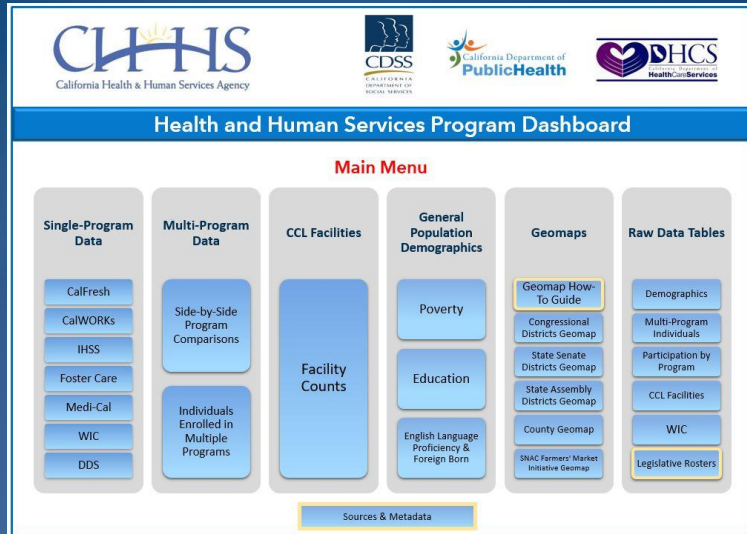 CHHS
California Health & Human Services Agency
CDSS
CALIFORNIA
DEPARTMENT OF
SOCIAL SERVICES
California Department of
PublicHealth
DHCS
California Department of
HealthCareServices
Health and Human Services Program Dashboard
Main Menu
Single-Program
Data
CalFresh
CalWORKs
IHSS
Foster Care
Medi-Cal
WIC
DDS
Multi-Program
Data
Side-by-Side
Program
Comparisons
Individuals
Enrolled in
Multiple
Programs
CCL Facilities
Facility
Counts
General
Population
Demographics
Poverty
Education
English Language
Proficiency &
Foreign Born
Geomaps
Geomap How-
To Guide
Congressional
Districts Geomap
State Senate
Districts Geomap
State Assembly
Districts Geomap
County Geomap
SNAC Farmers' Market
Initiative Geomap
Raw Data Tables
Demographics
Multi-Program
Individuals
Participation by
Program
CCL Facilities
WIC
Legislative Rosters
Sources & Metadata